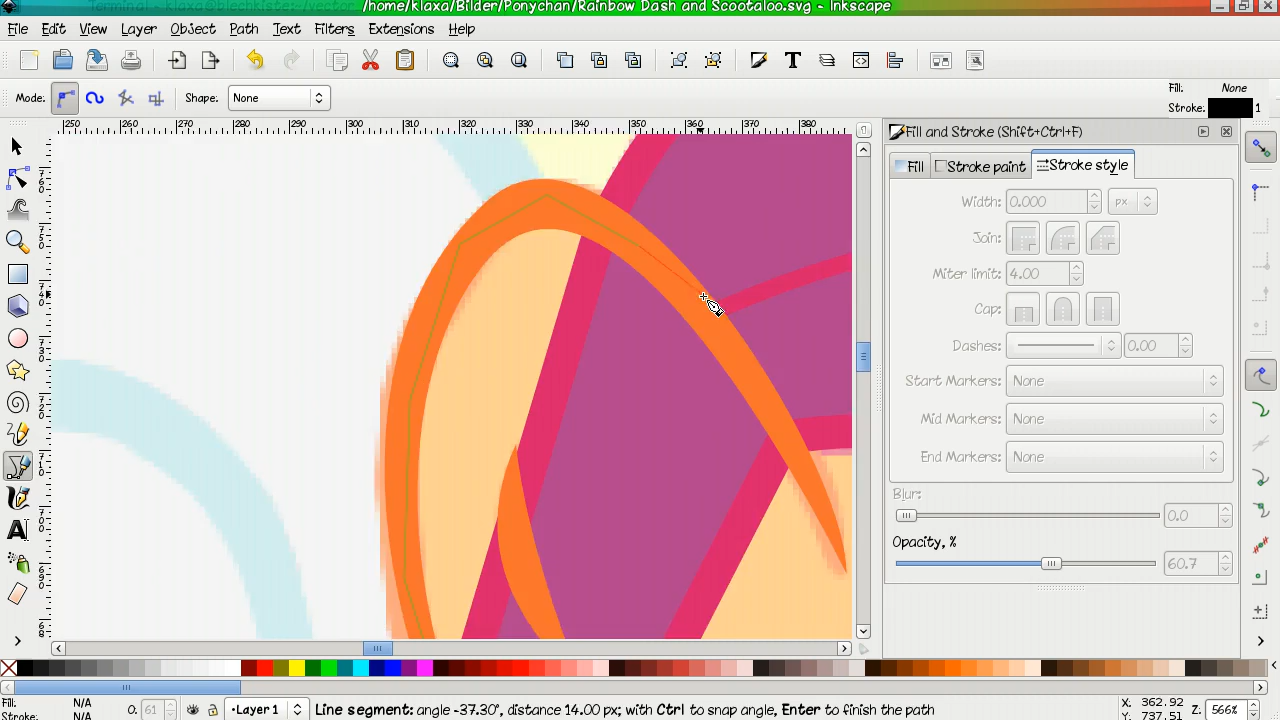 /home/klaxa/Bilder/Ponychan/Rainbow Dash and Scootaloo.svg - Inkscape
File Edit View Layer Object Path Text Filters Extensions Help
Mode: Shape: None Fill: None
Stroke: 1
250 260 270 280 290 300 310 320 330 340 350 360 370 380
Fill and Stroke (Shift+Ctrl+F)
Fill Stroke paint Stroke style
Width: 0.000 px
Join:
Miter limit: 4.00
Cap:
Dashes: 0.00
Start Markers: None
Mid Markers: None
End Markers: None
Blur:
0.0
Opacity, %
60.7
Fill: N/A
Stroke: N/A
O: 61
•Layer 1
Line segment: angle -37.30°, distance 14.00 px; with Ctrl to snap angle, Enter to finish the path
X: 362.92
Y: 737.51
Z: 566%